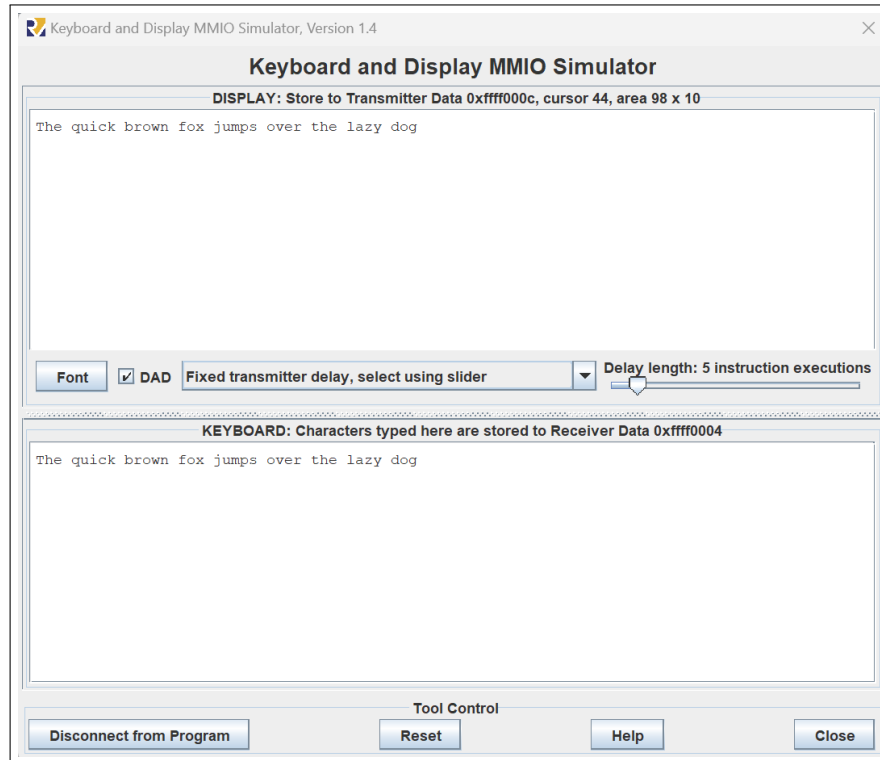 Keyboard and Display MMIO Simulator, Version 1.4
Keyboard and Display MMIO Simulator
DISPLAY: Store to Transmitter Data 0xffff000c, cursor 44, area 98 x 10
The quick brown fox jumps over the lazy dog
Font
DAD
Fixed transmitter delay, select using slider
Delay length: 5 instruction executions
KEYBOARD: Characters typed here are stored to Receiver Data 0xffff0004
The quick brown fox jumps over the lazy dog
Tool Control
Disconnect from Program
Reset
Help
Close